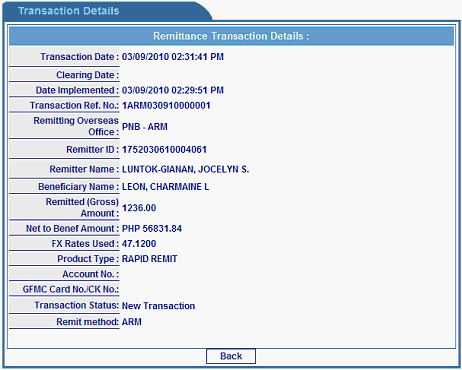 Transaction Details
Remittance Transaction Details :
Transaction Date : 03/09/2010 02:31:41 PM
Clearing Date :
Date Implemented : 03/09/2010 02:29:51 PM
Transaction Ref. No.: 1ARM030910000001
Remitting Overseas
Office : PNB - ARM
Remitter ID : 1752030610004061
Remitter Name : LUNTOK-GIANAN, JOCELYN S.
Beneficiary Name : LEON, CHARMAINE L
Remitted (Gross)
Amount : 1236.00
Net to Benef Amount : PHP 56831.84
FX Rates Used : 47.1200
Product Type : RAPID REMIT
Account No. :
GFMC Card No./CK No.:
Transaction Status: New Transaction
Remit method: ARM
Back